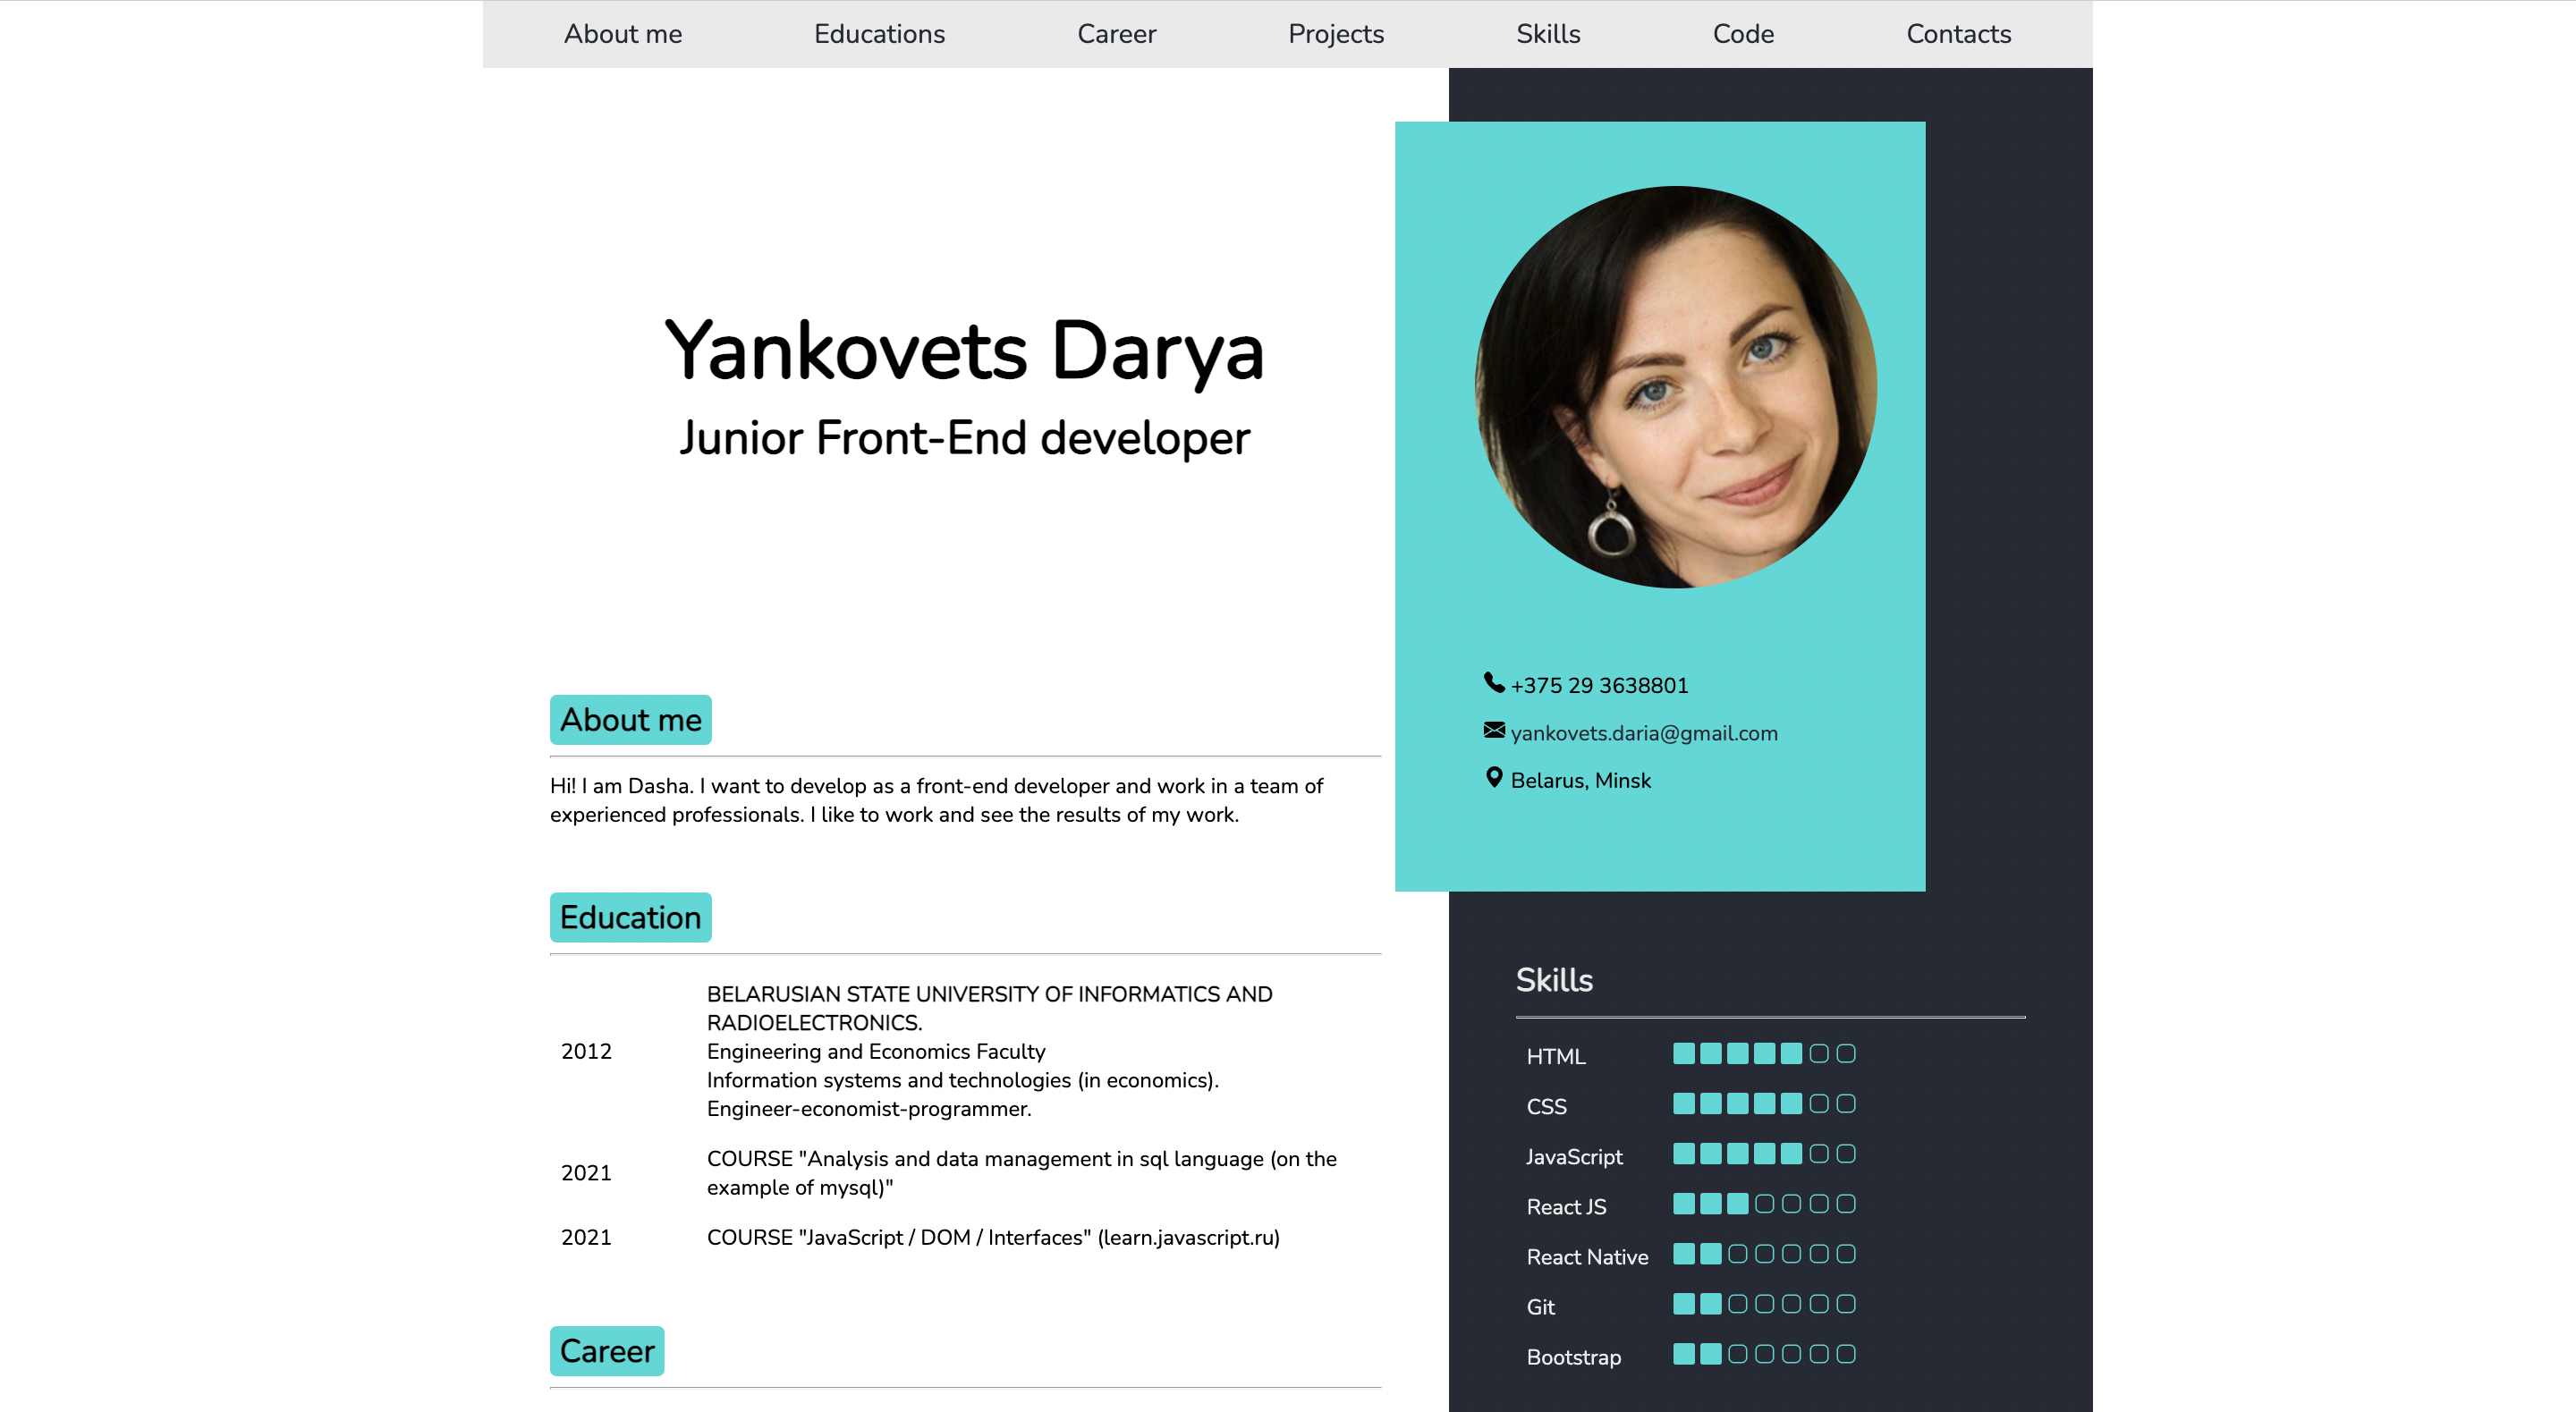 About me
Educations
Career
Projects
Skills
Code
Contacts
Yankovets Darya
Junior Front-End developer
About me
Hi! I am Dasha. I want to develop as a front-end developer and work in a team of
experienced professionals. I like to work and see the results of my work.
Education
2012
BELARUSIAN STATE UNIVERSITY OF INFORMATICS AND
RADIOELECTRONICS.
Engineering and Economics Faculty
Information systems and technologies (in economics).
Engineer-economist-programmer.
2021
COURSE "Analysis and data management in sql language (on the
example of mysql)"
2021
COURSE "JavaScript / DOM / Interfaces" (learn.javascript.ru)
Career
+375 29 3638801
yankovets.daria@gmail.com
Belarus, Minsk
Skills
HTML
CSS
JavaScript
React JS
React Native
Git
Bootstrap